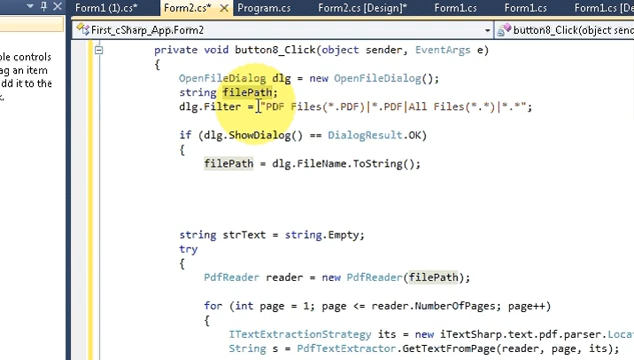 Form1 (1).cs* Form2.cs* Program.cs Form2.cs [Design]* Form1.cs Form1.cs Form1.cs
First_cSharp_App.Form2 button8_Click(object send
private void button8_Click(object sender, EventArgs e)
{
OpenFileDialog dlg = new OpenFileDialog();
string filePath;
dlg.Filter = "PDF Files(*.PDF)|*.PDF|All Files(*.*)|*.*";
ple controls
ag an item
dd it to the
x.
if (dlg.ShowDialog() == DialogResult.OK)
{
filePath = dlg.FileName.ToString();
string strText = string.Empty;
try
{
PdfReader reader = new PdfReader(filePath);
for (int page = 1; page <= reader.NumberOfPages; page++)
{
ITextExtractionStrategy its = new iTextSharp.text.pdf.parser.Locat
String s = PdfTextExtractor.GetTextFromPage(reader, page, its);